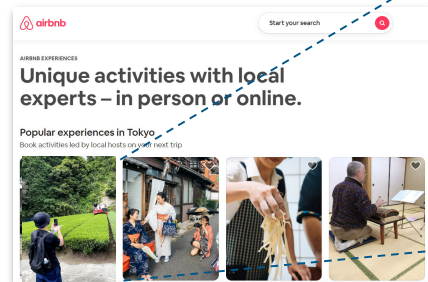 airbnb
Start your search
AIRBNB EXPERIENCES
Unique activities with local
experts – in person or online.
Popular experiences in Tokyo
Book activities led by local hosts on your next trip